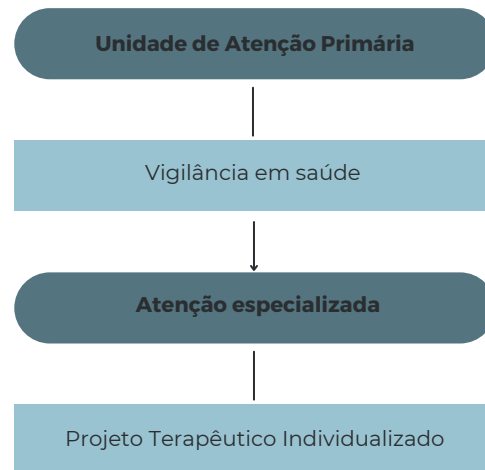 Unidade de Atenção Primária
Vigilância em saúde
Atenção especializada
Projeto Terapêutico Individualizado